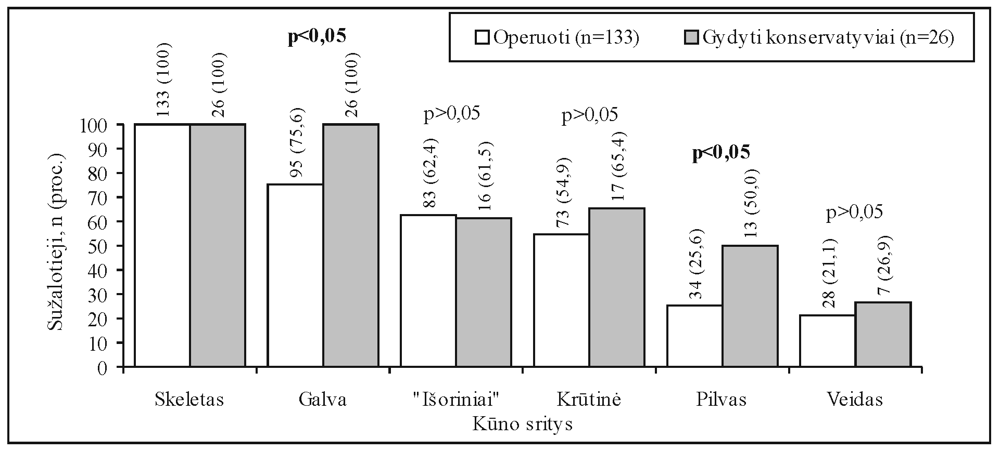 p<0,05
Operuoti (n=133)
Gydyti konservatyviai (n=26)
133 (100)
26 (100)
95 (75,6)
26 (100)
p>0,05
83 (62,4)
16 (61,5)
p>0,05
73 (54,9)
17 (65,4)
p<0,05
34 (25,6)
13 (50,0)
p>0,05
28 (21,1)
7 (26,9)
Sužalotieji, n (proc.)
100
90
80
70
60
50
40
30
20
10
0
Skeletas
Galva
"Išoriniai"
Krūtinė
Pilvas
Veidas
Kūno sritys